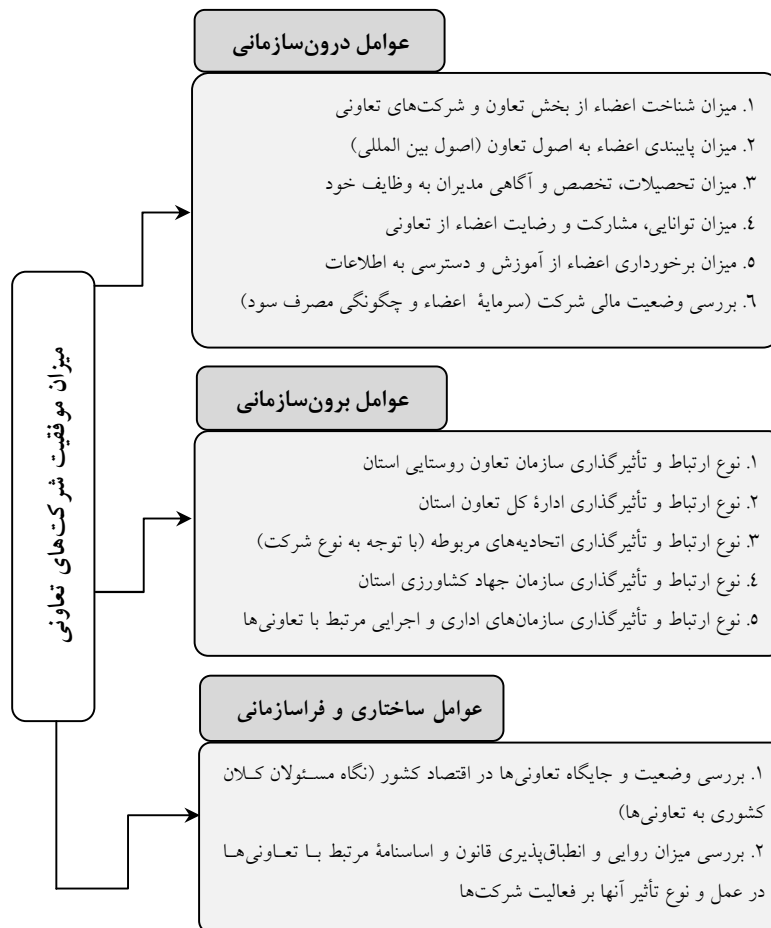 عوامل درون‌سازمانی
۱. میزان شناخت اعضاء از بخش تعاون و شرکت‌های تعاونی
۲. میزان پایبندی اعضاء به اصول تعاون (اصول بین المللی)
۳. میزان تحصیلات، تخصص و آگاهی مدیران به وظایف خود
٤. میزان توانایی، مشارکت و رضایت اعضاء از تعاونی
٥. میزان برخورداری اعضاء از آموزش و دسترسی به اطلاعات
٦. بررسی وضعیت مالی شرکت (سرمایهٔ اعضاء و چگونگی مصرف سود)
میزان موفقیت شرکت‌های تعاونی
عوامل برون‌سازمانی
۱. نوع ارتباط و تأثیرگذاری سازمان تعاون روستایی استان
۲. نوع ارتباط و تأثیرگذاری ادارهٔ کل تعاون استان
۳. نوع ارتباط و تأثیرگذاری اتحادیه‌های مربوطه (با توجه به نوع شرکت)
٤. نوع ارتباط و تأثیرگذاری سازمان جهاد کشاورزی استان
٥. نوع ارتباط و تأثیرگذاری سازمان‌های اداری و اجرایی مرتبط با تعاونی‌ها
عوامل ساختاری و فراسازمانی
۱. بررسی وضعیت و جایگاه تعاونی‌ها در اقتصاد کشور (نگاه مسـئولان کـلان
کشوری به تعاونی‌ها)
۲. بررسی میزان روایی و انطباق‌پذیری قانون و اساسنامهٔ مرتبط بـا تعـاونی‌هـا
در عمل و نوع تأثیر آنها بر فعالیت شرکت‌ها